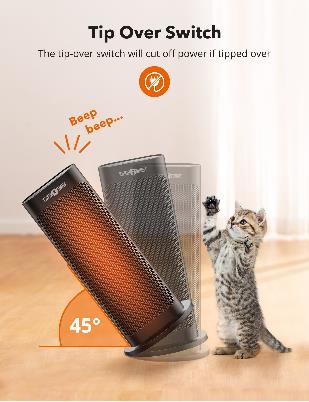 Tip Over Switch
The tip-over switch will cut off power if tipped over
Beep
beep...
45°